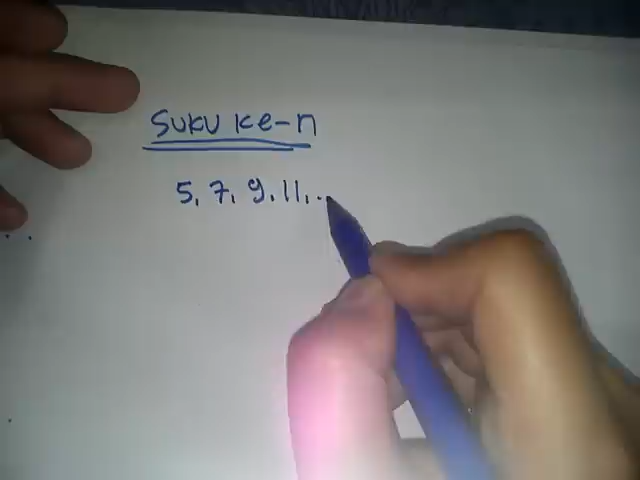 SUKU KE-n
5, 7, 9, 11, ..